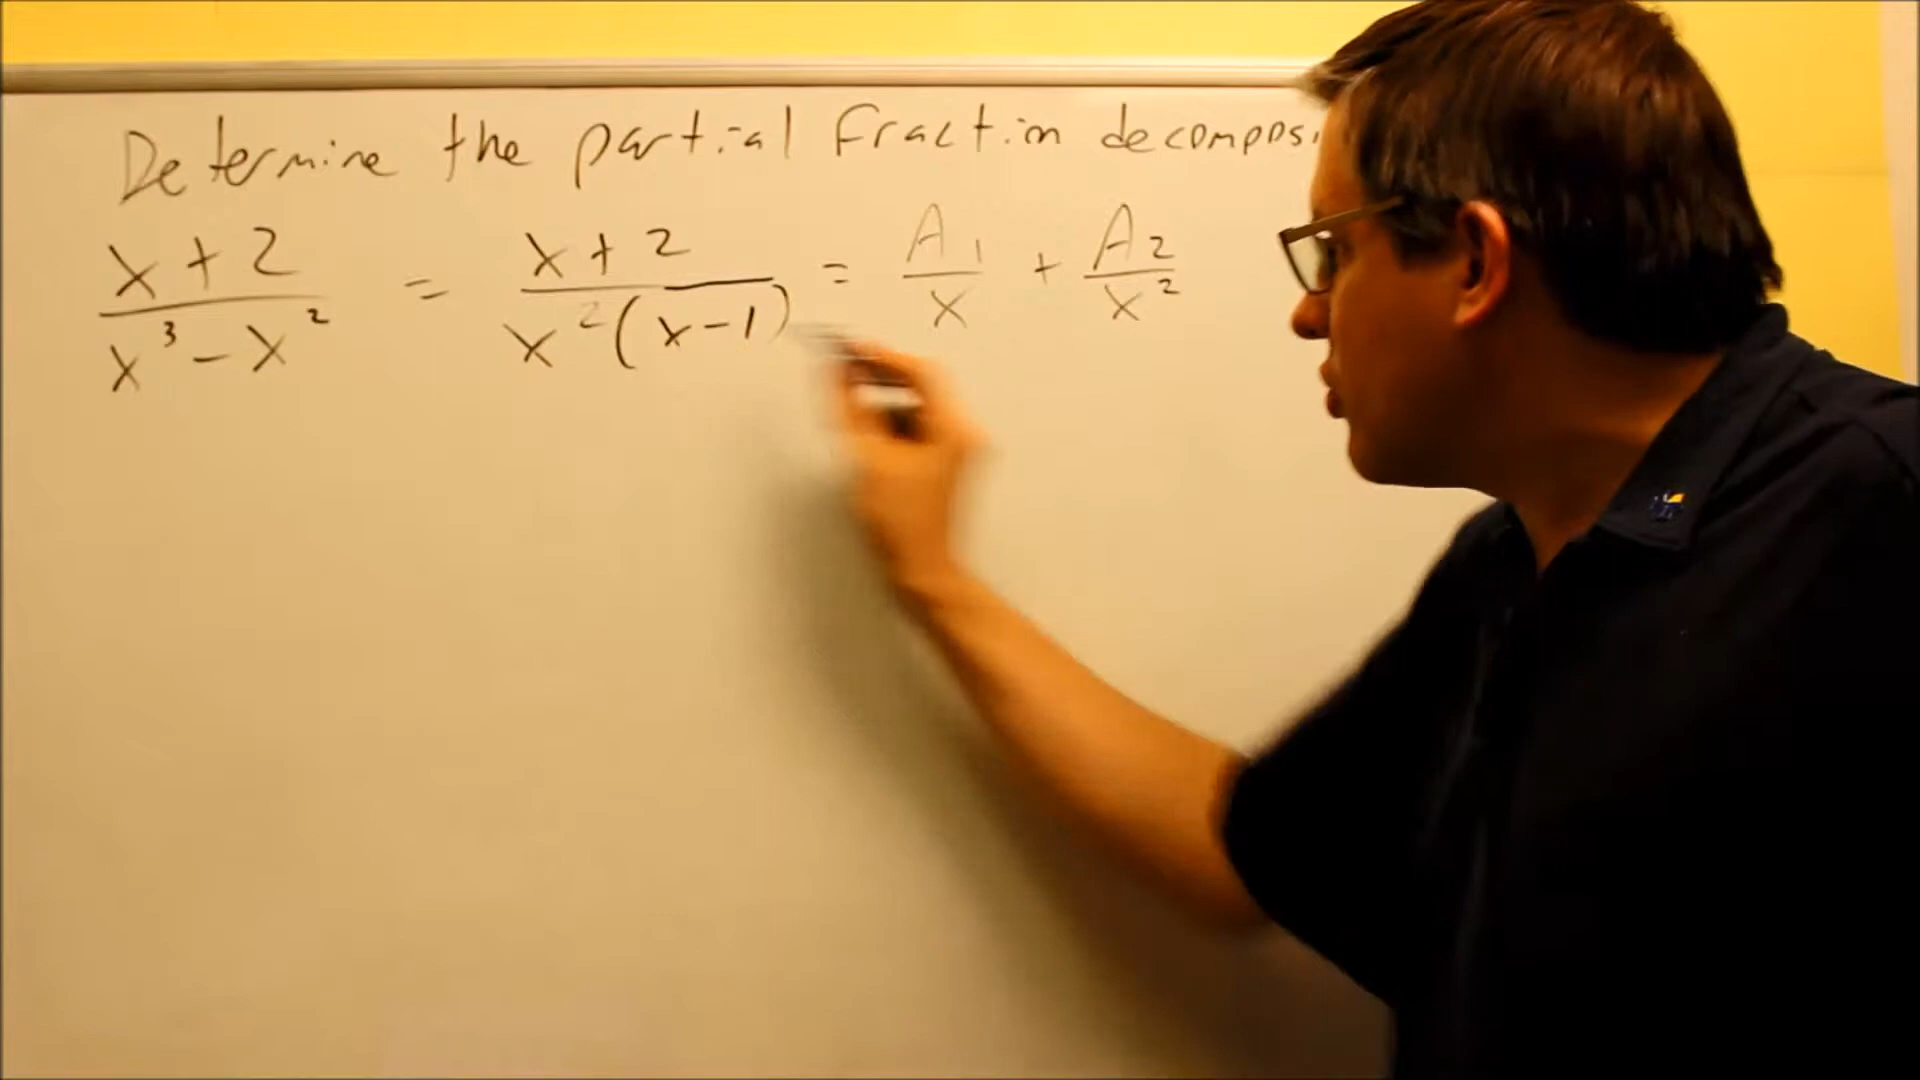 Determine the partial fraction decomposi
x+2 / x³-x² = x+2 / x²(x-1) = A₁/x + A₂/x²